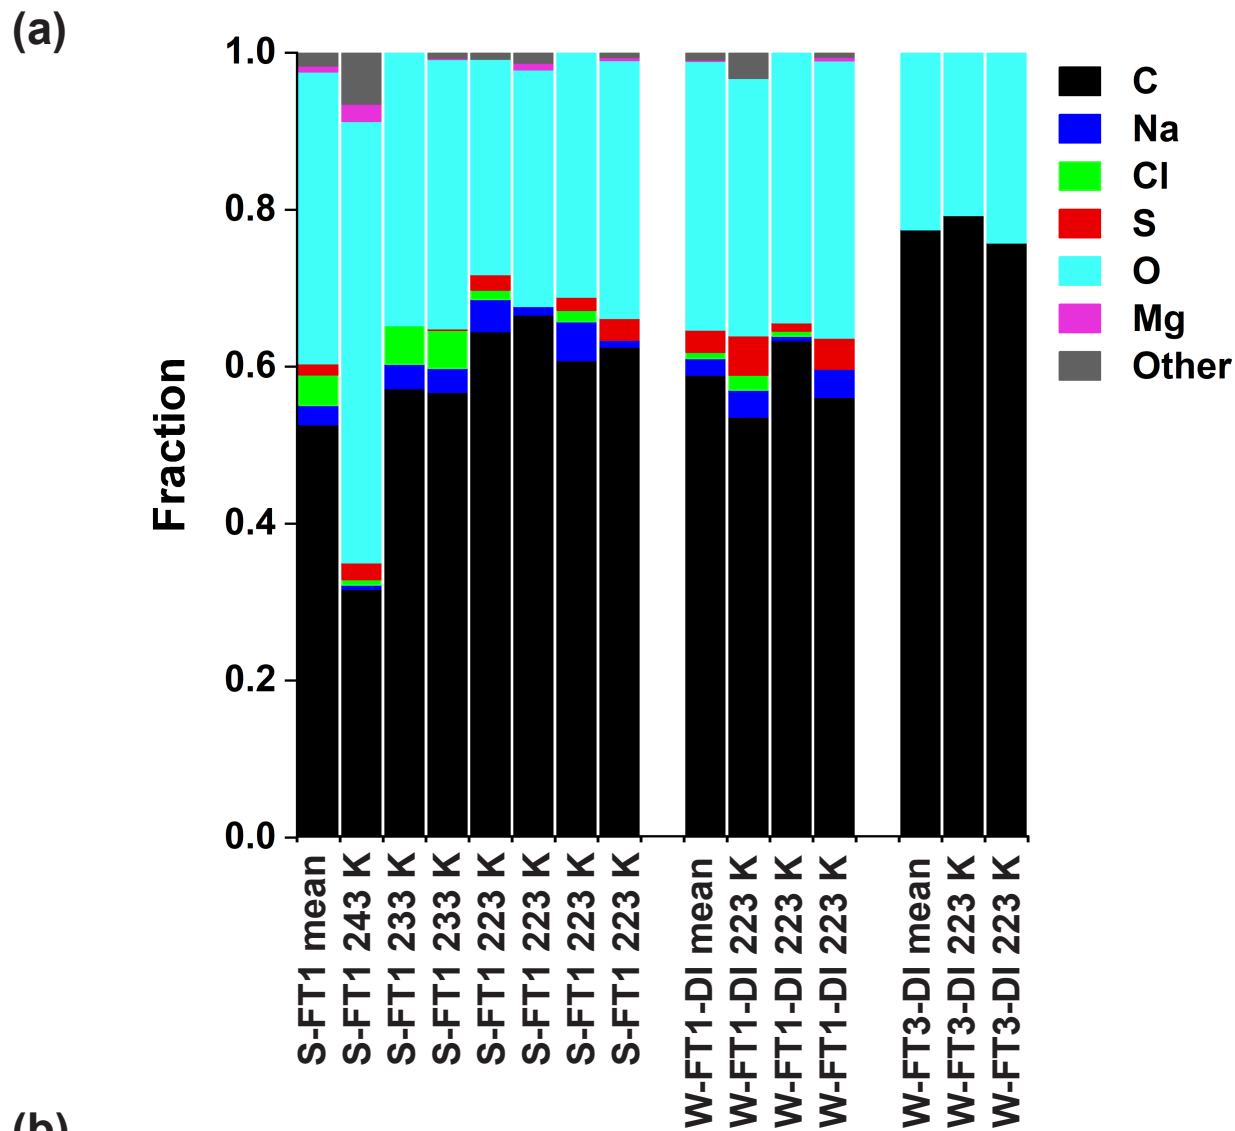 (a)
1.0
0.8
0.6
0.4
0.2
0.0
Fraction
C
Na
Cl
S
O
Mg
Other
S-FT1 mean
S-FT1 243 K
S-FT1 233 K
S-FT1 233 K
S-FT1 223 K
S-FT1 223 K
S-FT1 223 K
S-FT1 223 K
W-FT1-DI mean
W-FT1-DI 223 K
W-FT1-DI 223 K
W-FT1-DI 223 K
W-FT3-DI mean
W-FT3-DI 223 K
W-FT3-DI 223 K
(b)